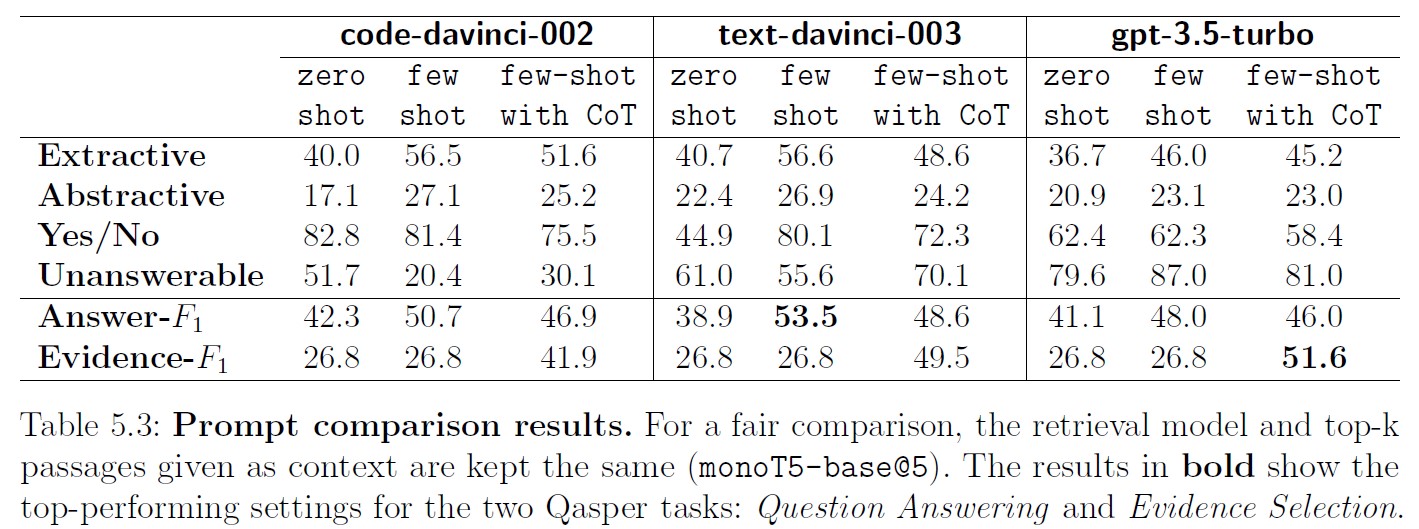 code-davinci-002 text-davinci-003 gpt-3.5-turbo
zero few few-shot zero few few-shot zero few few-shot
shot shot with CoT shot shot with CoT shot shot with CoT
Extractive 40.0 56.5 51.6 40.7 56.6 48.6 36.7 46.0 45.2
Abstractive 17.1 27.1 25.2 22.4 26.9 24.2 20.9 23.1 23.0
Yes/No 82.8 81.4 75.5 44.9 80.1 72.3 62.4 62.3 58.4
Unanswerable 51.7 20.4 30.1 61.0 55.6 70.1 79.6 87.0 81.0
Answer-F1 42.3 50.7 46.9 38.9 53.5 48.6 41.1 48.0 46.0
Evidence-F1 26.8 26.8 41.9 26.8 26.8 49.5 26.8 26.8 51.6
Table 5.3: Prompt comparison results. For a fair comparison, the retrieval model and top-k
passages given as context are kept the same (monoT5-base@5). The results in bold show the
top-performing settings for the two Qasper tasks: Question Answering and Evidence Selection.